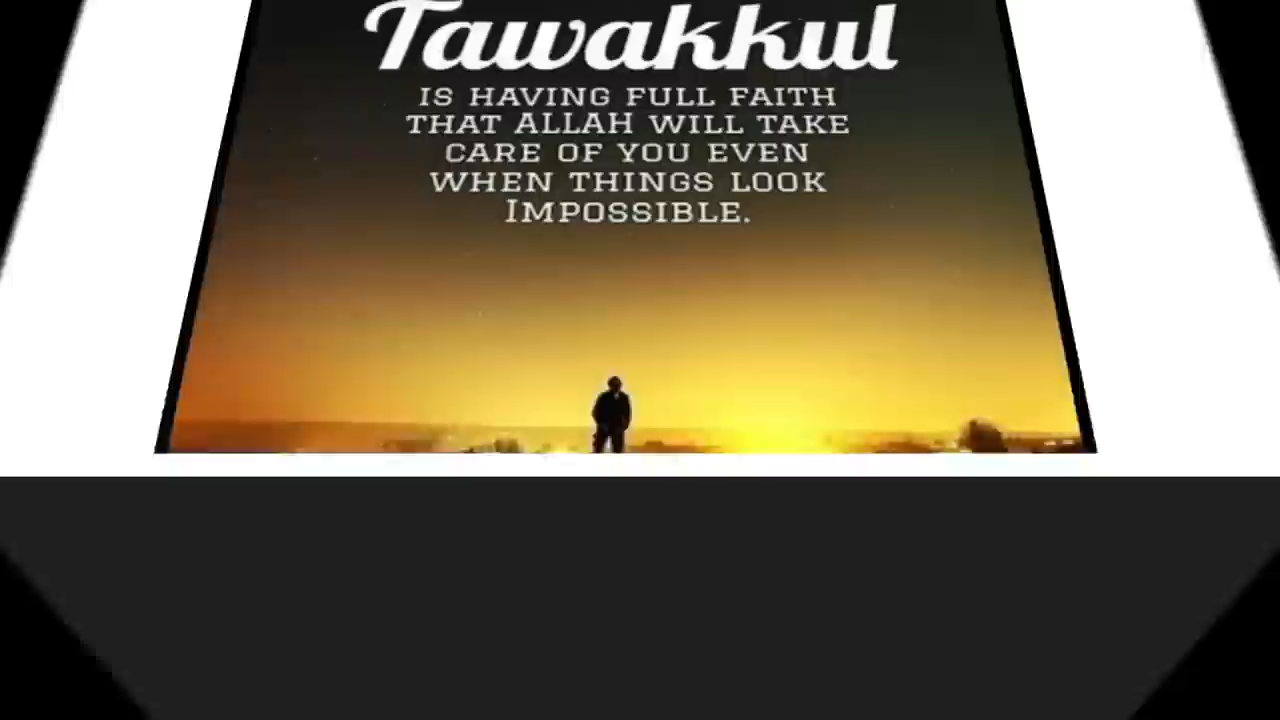 Tawakkul
IS HAVING FULL FAITH
THAT ALLAH WILL TAKE
CARE OF YOU EVEN
WHEN THINGS LOOK
IMPOSSIBLE.